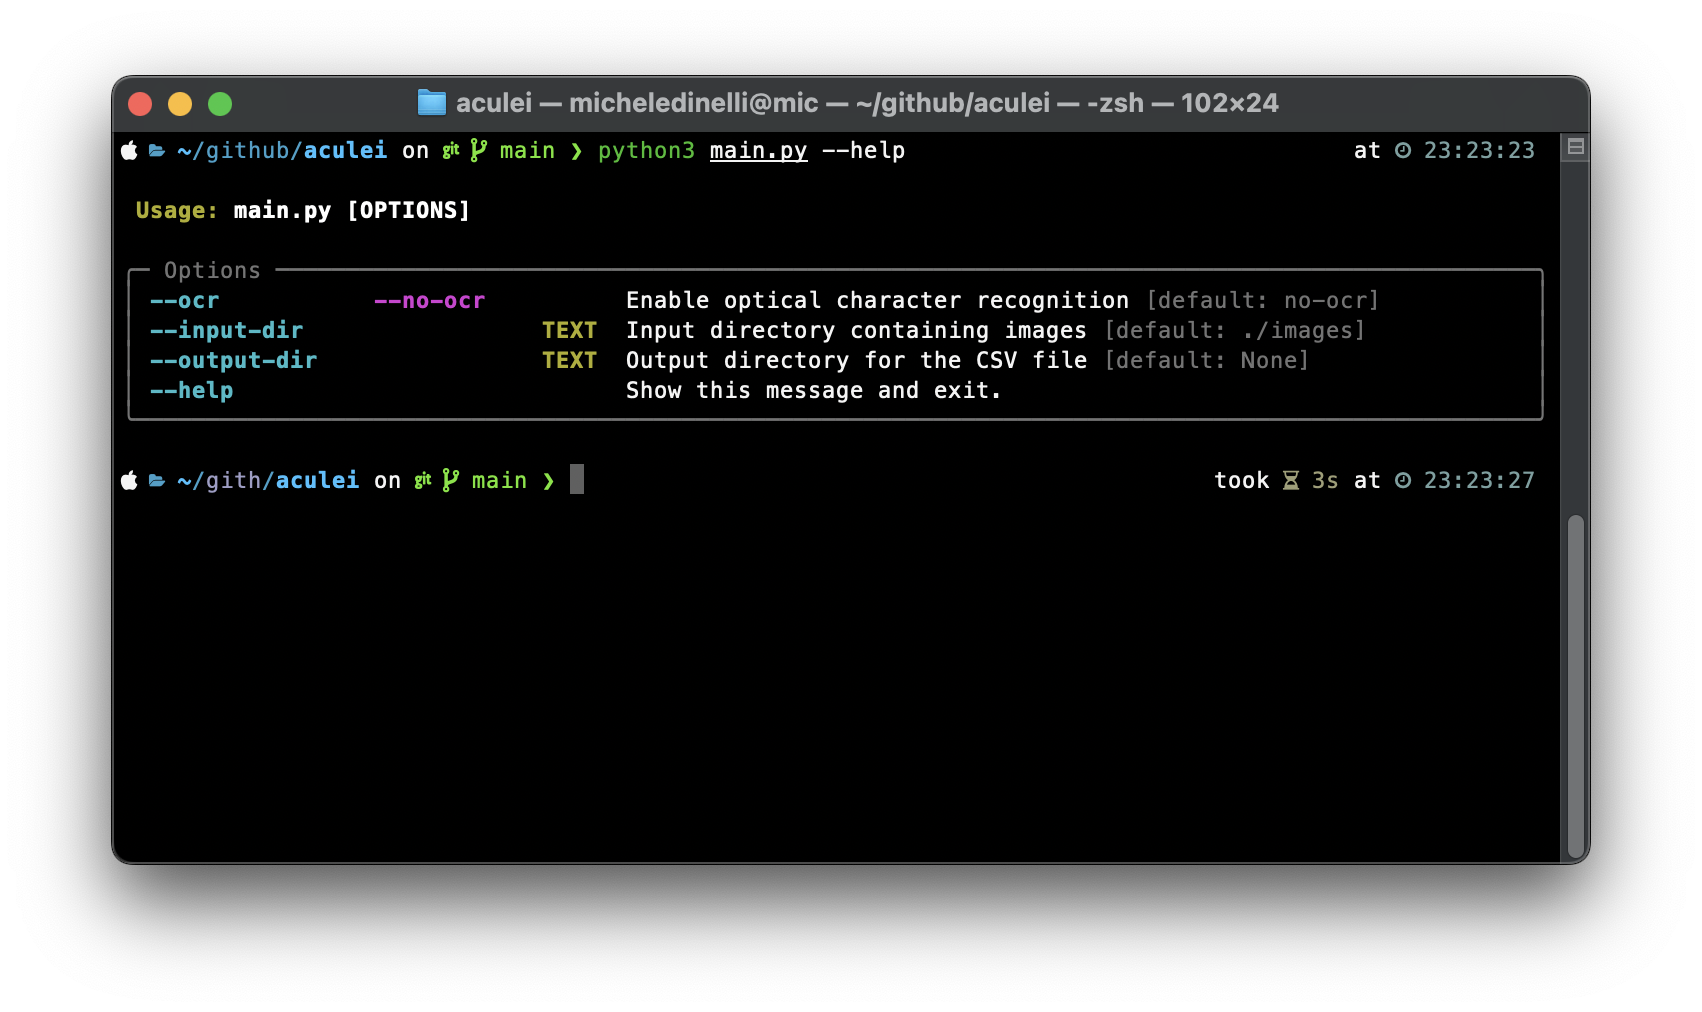 aculei — micheledinelli@mic — ~/github/aculei — -zsh — 102×24
~/github/aculei on git main ❯ python3 main.py --help at 23:23:23
Usage: main.py [OPTIONS]
Options
--ocr --no-ocr Enable optical character recognition [default: no-ocr]
--input-dir TEXT Input directory containing images [default: ./images]
--output-dir TEXT Output directory for the CSV file [default: None]
--help Show this message and exit.
~/gith/aculei on git main ❯ took 3s at 23:23:27